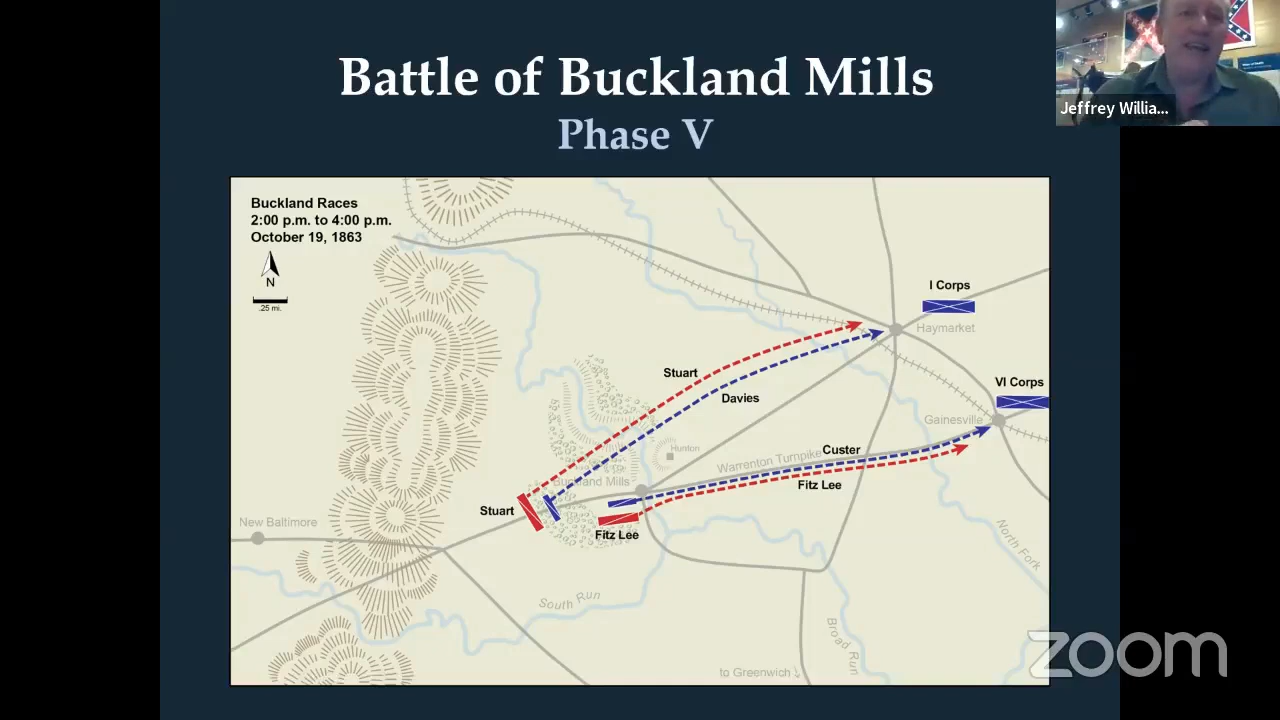 Battle of Buckland Mills
Phase V
Jeffrey Willia...
Buckland Races
2:00 p.m. to 4:00 p.m.
October 19, 1863
N
.25 mi.
I Corps
Haymarket
Stuart
VI Corps
Davies
Gainesville
Hunton
Custer
Warrenton Turnpike
Buckland Mills
Fitz Lee
Stuart
New Baltimore
Fitz Lee
North Fork
South Run
Broad Run
to Greenwich
zoom